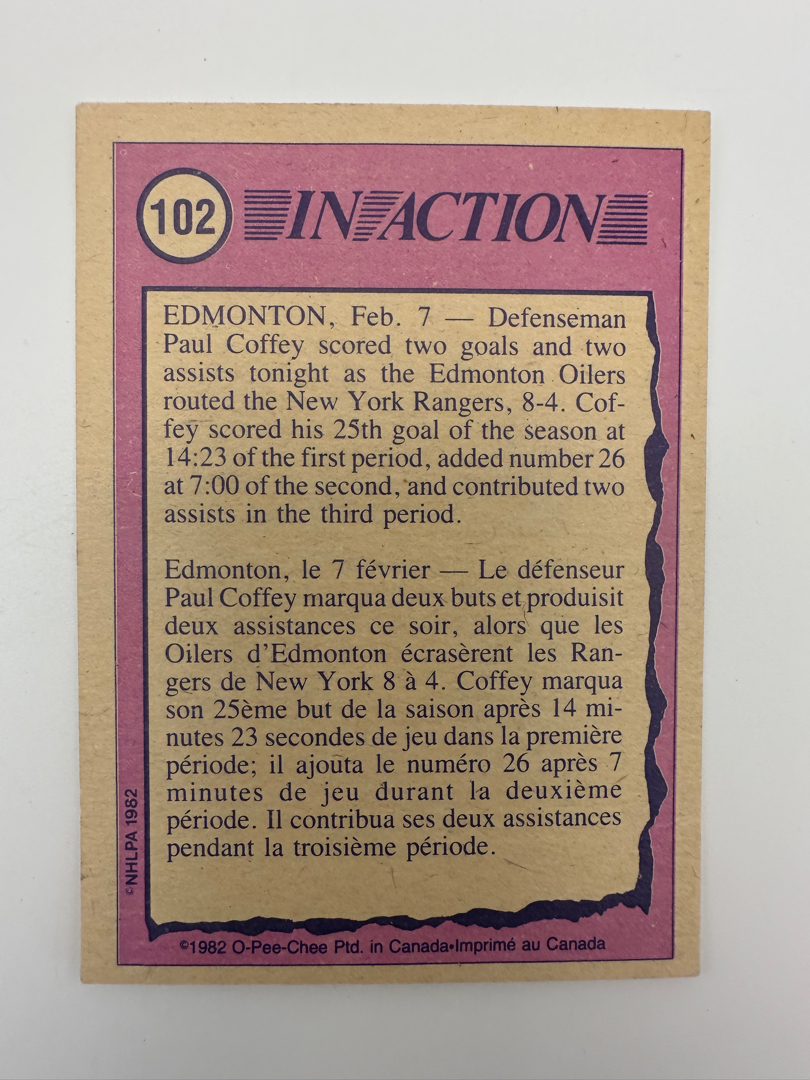 102 IN ACTION
EDMONTON, Feb. 7 — Defenseman
Paul Coffey scored two goals and two
assists tonight as the Edmonton Oilers
routed the New York Rangers, 8-4. Cof-
fey scored his 25th goal of the season at
14:23 of the first period, added number 26
at 7:00 of the second, and contributed two
assists in the third period.
Edmonton, le 7 février — Le défenseur
Paul Coffey marqua deux buts et produisit
deux assistances ce soir, alors que les
Oilers d'Edmonton écrasèrent les Ran-
gers de New York 8 à 4. Coffey marqua
son 25ème but de la saison après 14 mi-
nutes 23 secondes de jeu dans la première
période; il ajouta le numéro 26 après 7
minutes de jeu durant la deuxième
période. Il contribua ses deux assistances
pendant la troisième période.
©NHLPA 1982
©1982 O-Pee-Chee Ptd. in Canada•Imprimé au Canada